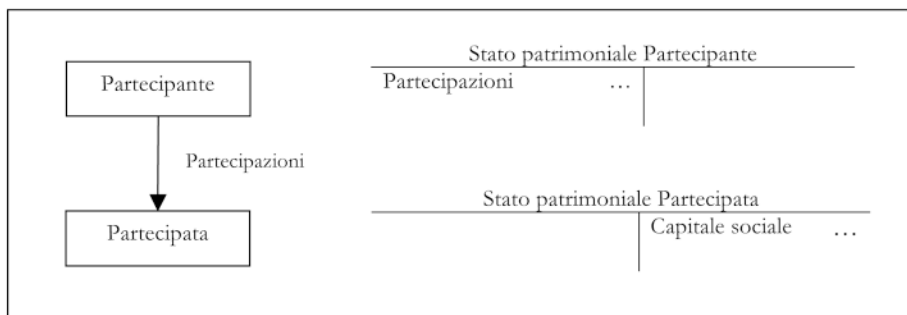 Partecipante
Partecipazioni
Partecipata
Stato patrimoniale Partecipante
Partecipazioni …
Stato patrimoniale Partecipata
Capitale sociale …